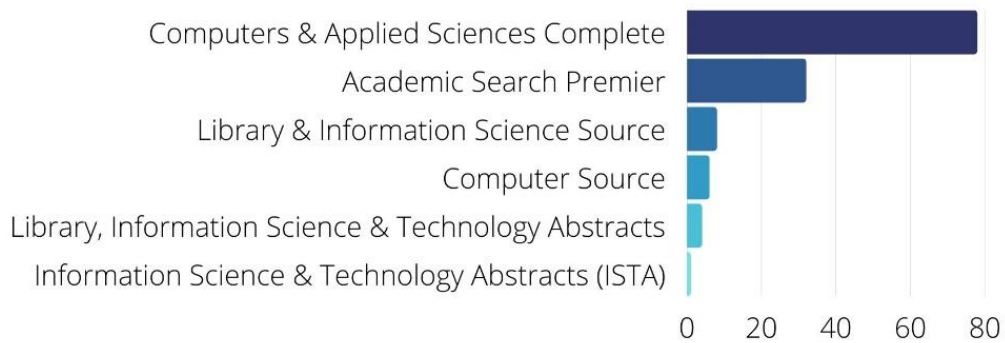 Computers & Applied Sciences Complete
Academic Search Premier
Library & Information Science Source
Computer Source
Library, Information Science & Technology Abstracts
Information Science & Technology Abstracts (ISTA)
0 20 40 60 80